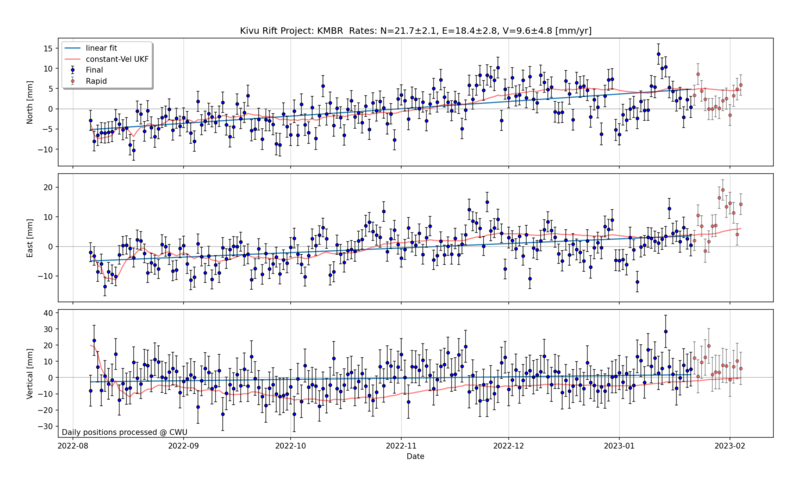 Kivu Rift Project: KMBR  Rates: N=21.7±2.1, E=18.4±2.8, V=9.6±4.8 [mm/yr]
linear fit
constant-Vel UKF
Final
Rapid
North [mm]
15
10
5
0
−5
−10
East [mm]
20
10
0
−10
Vertical [mm]
40
30
20
10
0
−10
−20
−30
Daily positions processed @ CWU
2022-08 2022-09 2022-10 2022-11 2022-12 2023-01 2023-02
Date